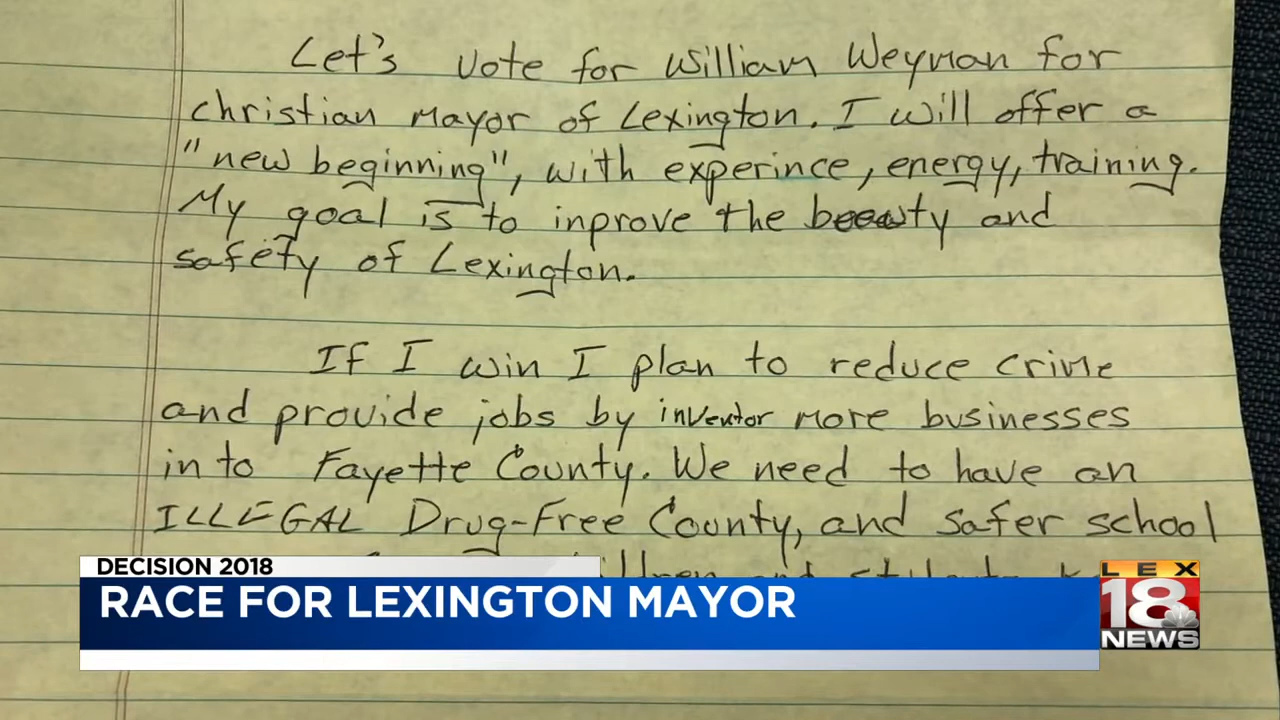 Let's vote for William Weyman for
Christian Mayor of Lexington. I will offer a
"new beginning", with experince, energy, training.
My goal is to inprove the beauty and
safety of Lexington.
If I win I plan to reduce crime
and provide jobs by inventor more businesses
into Fayette County. We need to have an
ILLEGAL Drug-Free County, and safer school
DECISION 2018
RACE FOR LEXINGTON MAYOR
LEX
18
NEWS